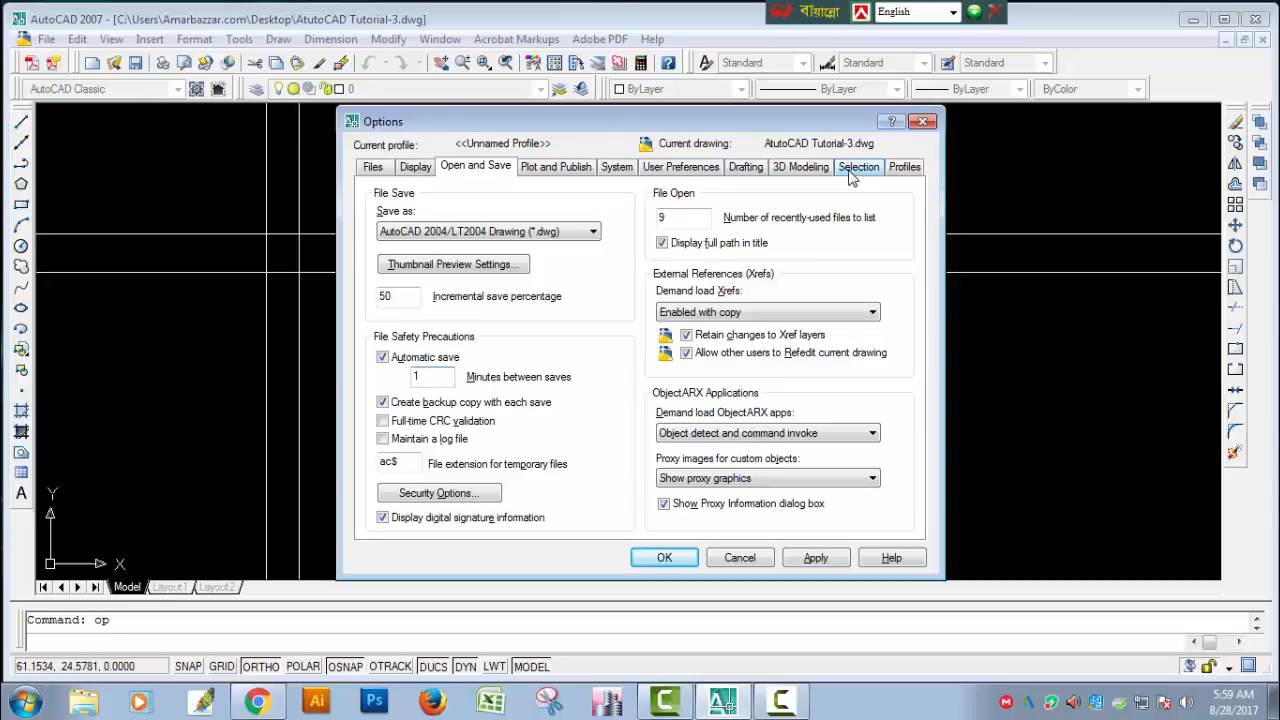 AutoCAD 2007 - [C:\Users\Amarbazzar.com\Desktop\AtutoCAD Tutorial-3.dwg]
বায়ান্নো
English
File Edit View Insert Format Tools Draw Dimension Modify Window Express Acrobat Markups Adobe PDF Help
Standard Standard Standard
AutoCAD Classic 0 ByLayer ByLayer ByLayer ByColor
Options
Current profile: <<Unnamed Profile>> Current drawing: AtutoCAD Tutorial-3.dwg
Files Display Open and Save Plot and Publish System User Preferences Drafting 3D Modeling Selection Profiles
File Save
Save as:
AutoCAD 2004/LT2004 Drawing (*.dwg)
Thumbnail Preview Settings...
50 Incremental save percentage
File Safety Precautions
Automatic save
1 Minutes between saves
Create backup copy with each save
Full-time CRC validation
Maintain a log file
ac$ File extension for temporary files
Security Options...
Display digital signature information
File Open
9 Number of recently-used files to list
Display full path in title
External References (Xrefs)
Demand load Xrefs:
Enabled with copy
Retain changes to Xref layers
Allow other users to Refedit current drawing
ObjectARX Applications
Demand load ObjectARX apps:
Object detect and command invoke
Proxy images for custom objects:
Show proxy graphics
Show Proxy Information dialog box
OK Cancel Apply Help
Y
X
Model Layout1 Layout2
Command: op
61.1534, 24.5781, 0.0000 SNAP GRID ORTHO POLAR OSNAP OTRACK DUCS DYN LWT MODEL
Ai Ps
5:59 AM
8/28/2017